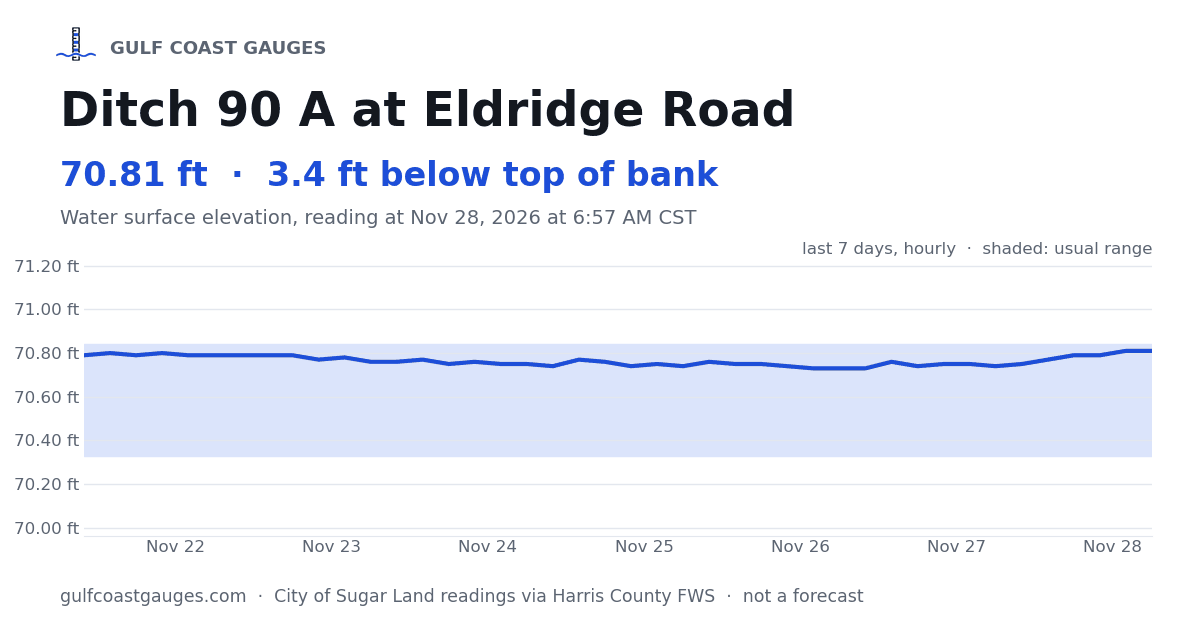 GULF COAST GAUGES
Ditch 90 A at Eldridge Road
70.81 ft · 3.4 ft below top of bank
Water surface elevation, reading at Nov 28, 2026 at 6:57 AM CST
last 7 days, hourly · shaded: usual range
71.20 ft
71.00 ft
70.80 ft
70.60 ft
70.40 ft
70.20 ft
70.00 ft
Nov 22 Nov 23 Nov 24 Nov 25 Nov 26 Nov 27 Nov 28
gulfcoastgauges.com · City of Sugar Land readings via Harris County FWS · not a forecast